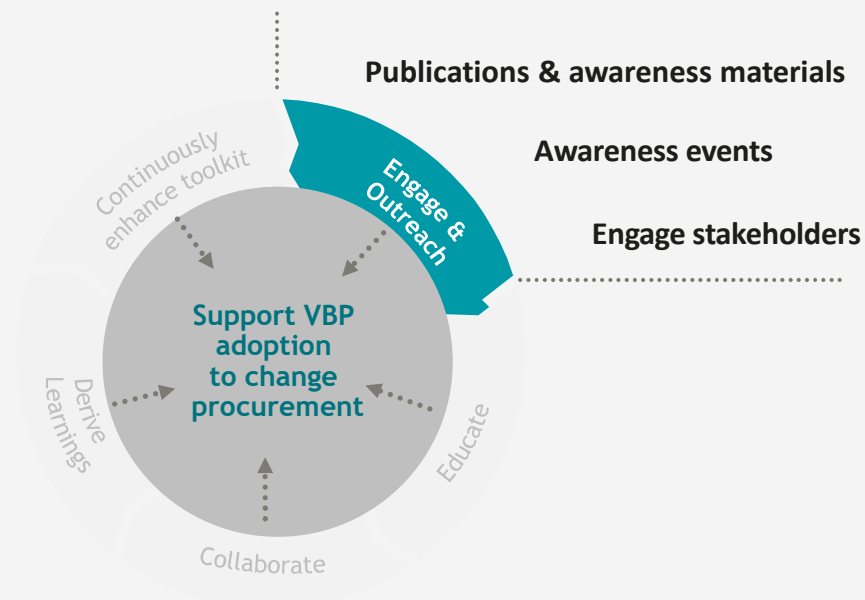 Publications & awareness materials
Awareness events
Engage stakeholders
Engage &
Outreach
Continuously
enhance toolkit
Support VBP
adoption
to change
procurement
Derive
Learnings
Educate
Collaborate